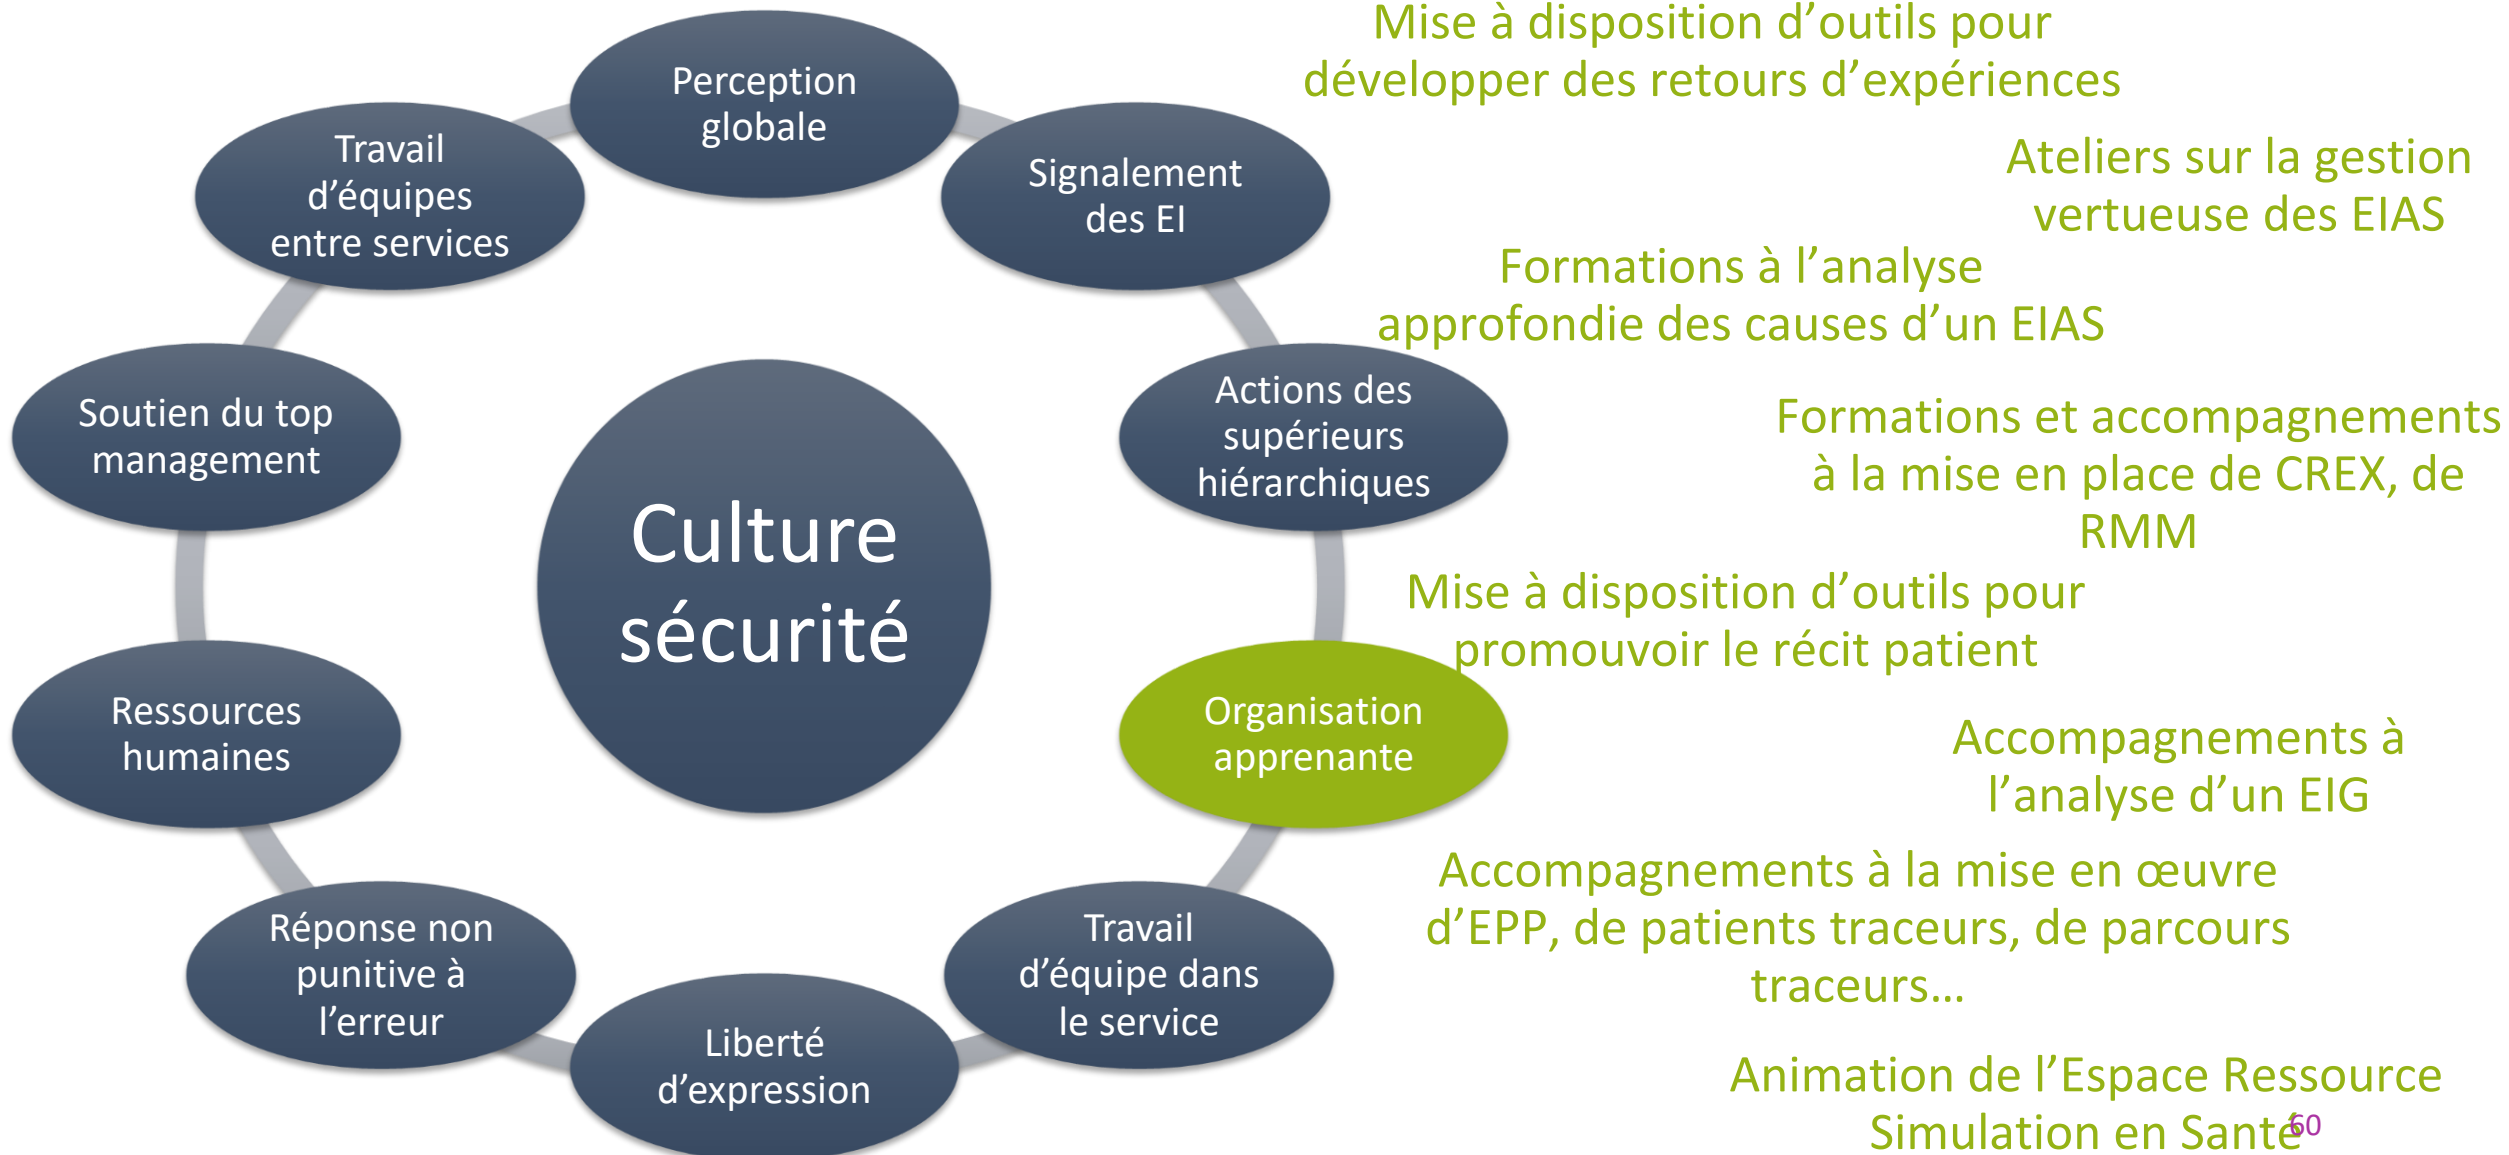 Perception
globale
Signalement
des EI
Actions des
supérieurs
hiérarchiques
Organisation
apprenante
Travail
d’équipe dans
le service
Liberté
d’expression
Réponse non
punitive à
l’erreur
Ressources
humaines
Soutien du top
management
Travail
d’équipes
entre services
Culture
sécurité
Mise à disposition d’outils pour
développer des retours d’expériences
Ateliers sur la gestion
vertueuse des EIAS
Formations à l’analyse
approfondie des causes d’un EIAS
Formations et accompagnements
à la mise en place de CREX, de
RMM
Mise à disposition d’outils pour
promouvoir le récit patient
Accompagnements à
l’analyse d’un EIG
Accompagnements à la mise en œuvre
d’EPP, de patients traceurs, de parcours
traceurs...
Animation de l’Espace Ressource
Simulation en Santé
60